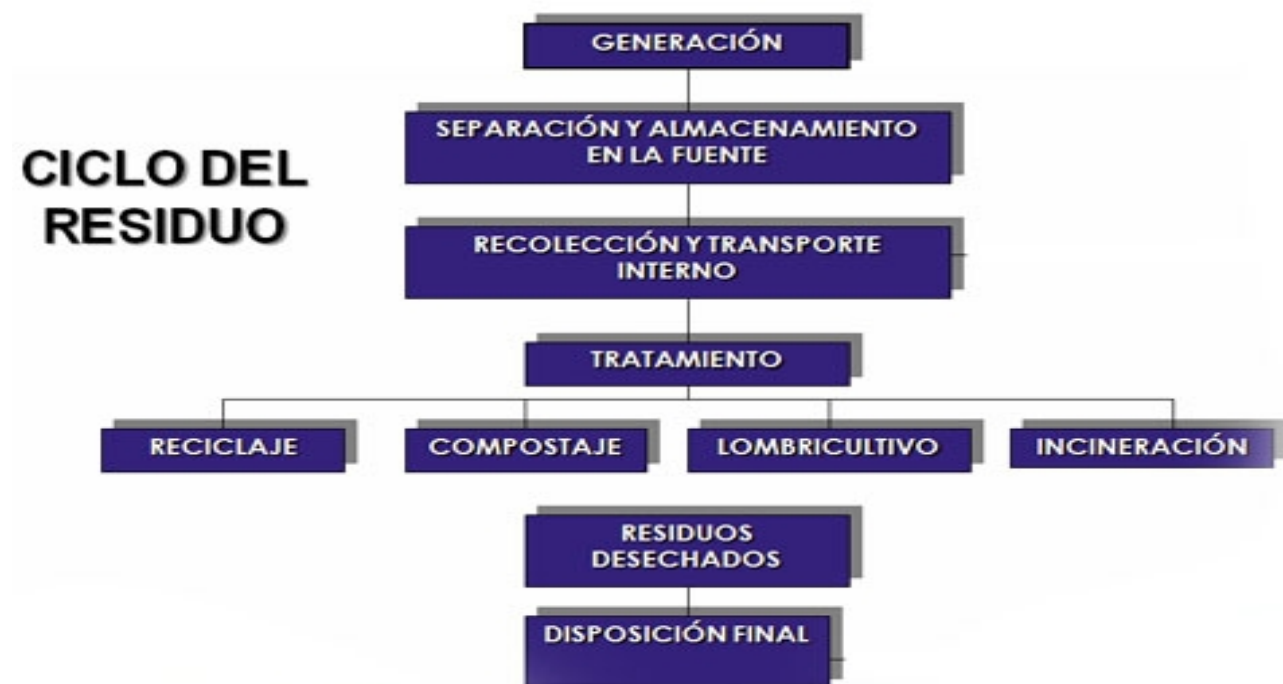 GENERACIÓN
SEPARACIÓN Y ALMACENAMIENTO
EN LA FUENTE
CICLO DEL
RESIDUO
RECOLECCIÓN Y TRANSPORTE
INTERNO
TRATAMIENTO
RECICLAJE
COMPOSTAJE
LOMBRICULTIVO
INCINERACIÓN
RESIDUOS
DESECHADOS
DISPOSICIÓN FINAL